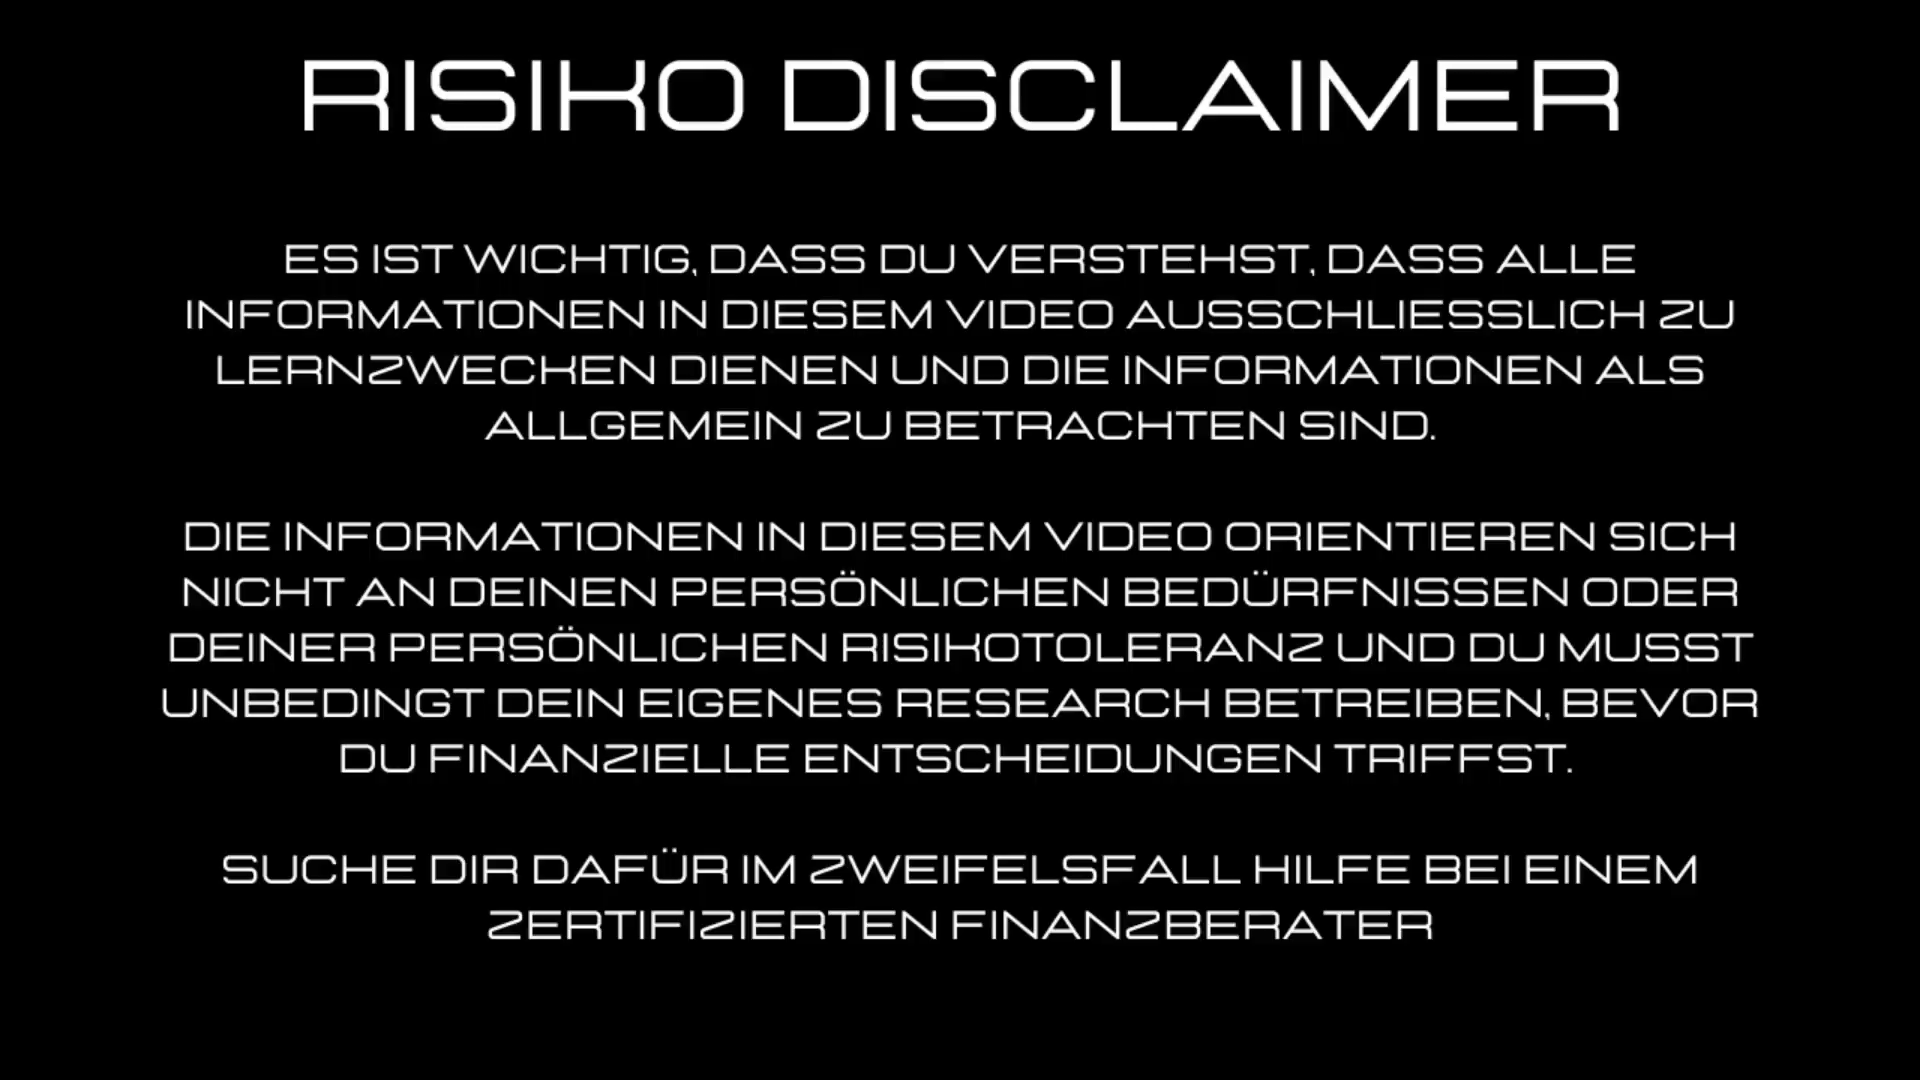 RISIKO DISCLAIMER
ES IST WICHTIG, DASS DU VERSTEHST, DASS ALLE
INFORMATIONEN IN DIESEM VIDEO AUSSCHLIESSLICH ZU
LERNZWECKEN DIENEN UND DIE INFORMATIONEN ALS
ALLGEMEIN ZU BETRACHTEN SIND.
DIE INFORMATIONEN IN DIESEM VIDEO ORIENTIEREN SICH
NICHT AN DEINEN PERSÖNLICHEN BEDÜRFNISSEN ODER
DEINER PERSÖNLICHEN RISIKOTOLERANZ UND DU MUSST
UNBEDINGT DEIN EIGENES RESEARCH BETREIBEN, BEVOR
DU FINANZIELLE ENTSCHEIDUNGEN TRIFFST.
SUCHE DIR DAFÜR IM ZWEIFELSFALL HILFE BEI EINEM
ZERTIFIZIERTEN FINANZBERATER